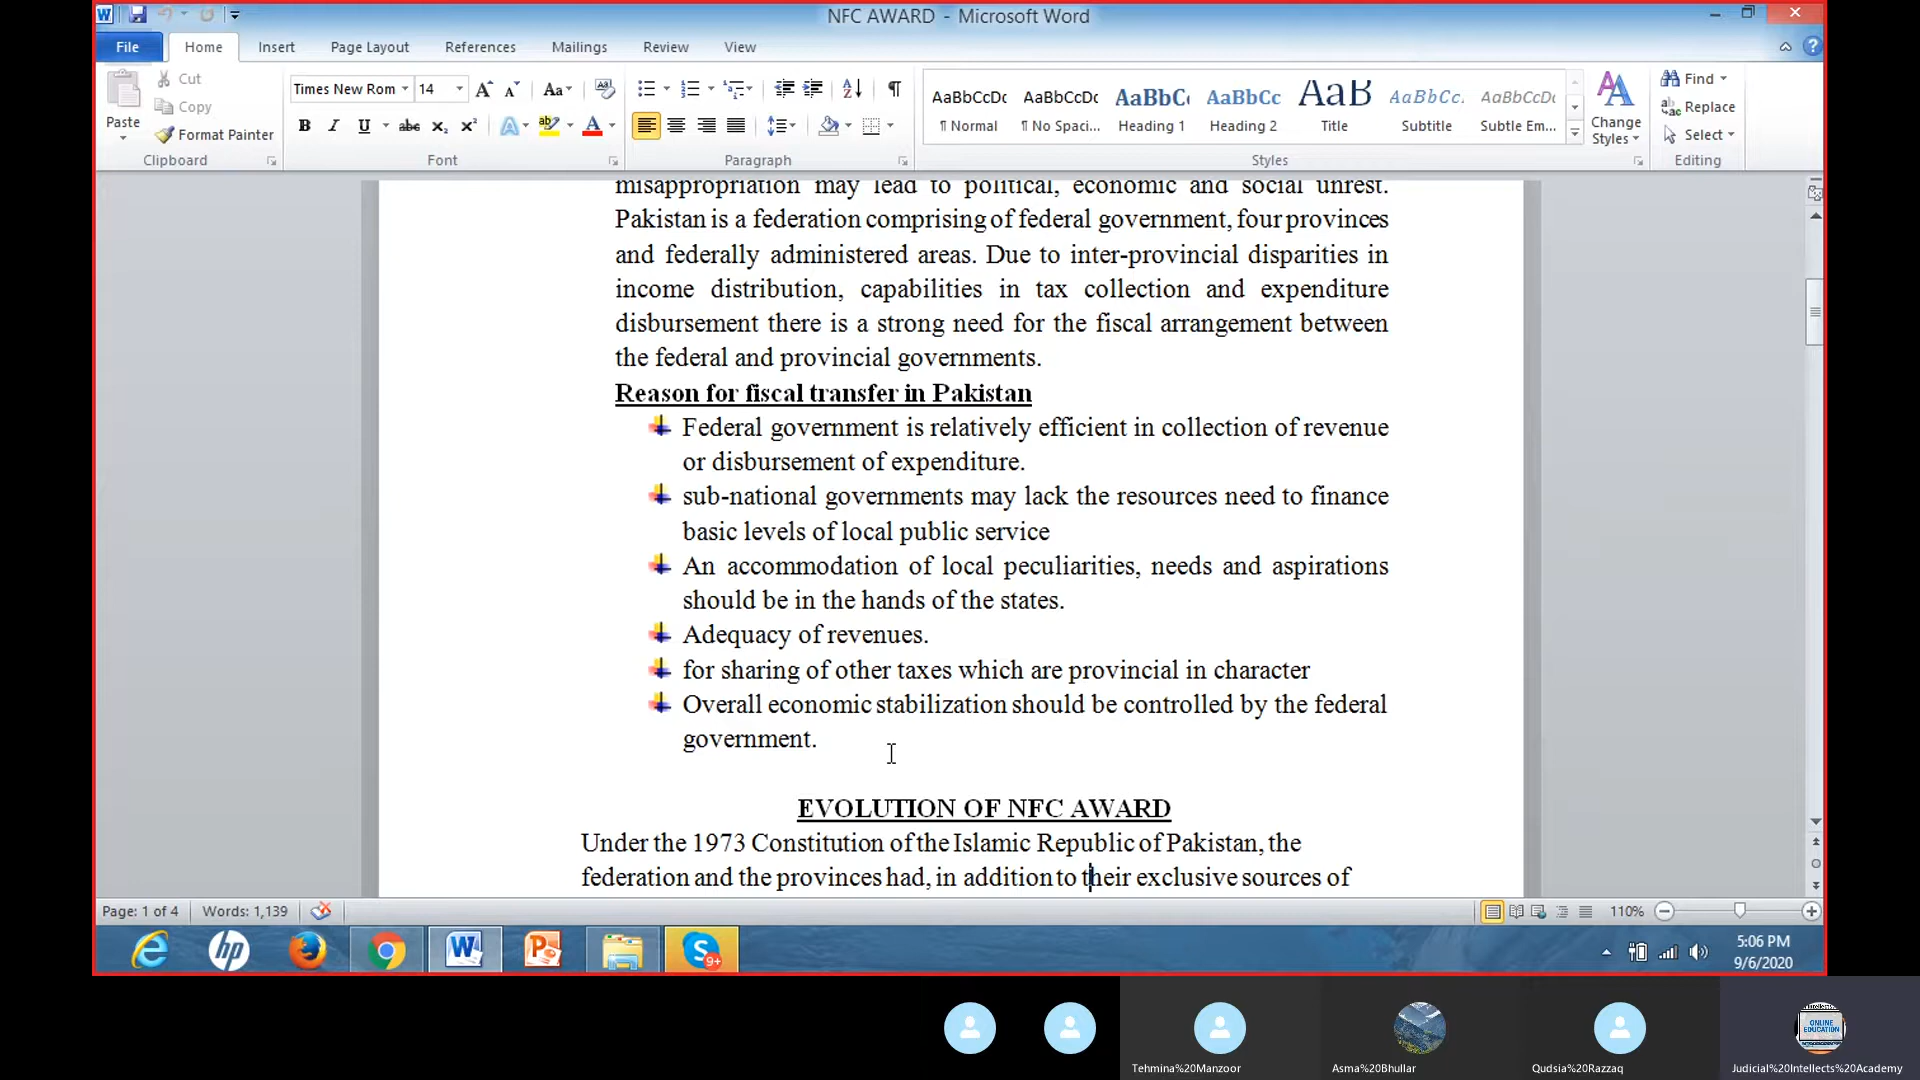 NFC AWARD - Microsoft Word
File Home Insert Page Layout References Mailings Review View
Cut
Copy
Format Painter
Paste
Clipboard
Times New Rom 14
Font
Paragraph
AaBbCcDc AaBbCcDc AaBbC AaBbCc AaB AaBbCc. AaBbCcDc
¶ Normal ¶ No Spaci... Heading 1 Heading 2 Title Subtitle Subtle Em...
Change
Styles
Styles
Find
Replace
Select
Editing
misappropriation may lead to political, economic and social unrest.
Pakistan is a federation comprising of federal government, four provinces
and federally administered areas. Due to inter-provincial disparities in
income distribution, capabilities in tax collection and expenditure
disbursement there is a strong need for the fiscal arrangement between
the federal and provincial governments.
Reason for fiscal transfer in Pakistan
Federal government is relatively efficient in collection of revenue
or disbursement of expenditure.
sub-national governments may lack the resources need to finance
basic levels of local public service
An accommodation of local peculiarities, needs and aspirations
should be in the hands of the states.
Adequacy of revenues.
for sharing of other taxes which are provincial in character
Overall economic stabilization should be controlled by the federal
government.
EVOLUTION OF NFC AWARD
Under the 1973 Constitution of the Islamic Republic of Pakistan, the
federation and the provinces had, in addition to their exclusive sources of
Page: 1 of 4 Words: 1,139 110%
9+
5:06 PM
9/6/2020
ONLINE
EDUCATION
Tehmina%20Manzoor Asma%20Bhullar Qudsia%20Razzaq Judicial%20Intellects%20Academy